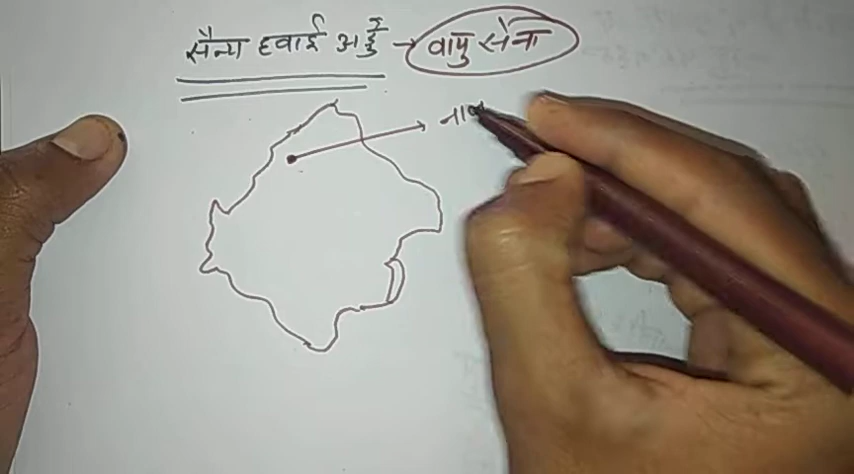 सैन्य हवाई अड्डे → वायु सेना